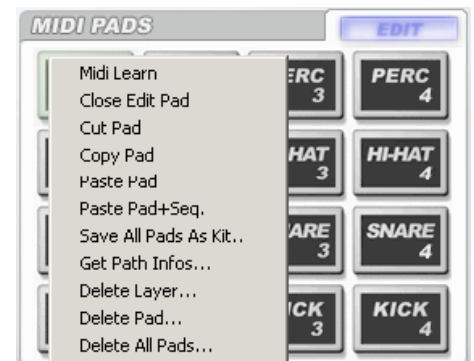 MIDI PADS
EDIT
Midi Learn
Close Edit Pad
Cut Pad
Copy Pad
Paste Pad
Paste Pad+Seq.
Save All Pads As Kit..
Get Path Infos...
Delete Layer...
Delete Pad...
Delete All Pads...
ERC
3
PERC
4
HAT
3
HI-HAT
4
ARE
3
SNARE
4
ICK
3
KICK
4